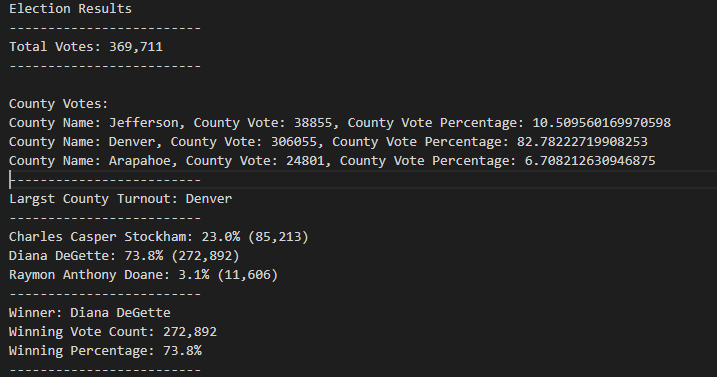 Election Results
-------------------------
Total Votes: 369,711
-------------------------
County Votes:
County Name: Jefferson, County Vote: 38855, County Vote Percentage: 10.509560169970598
County Name: Denver, County Vote: 306055, County Vote Percentage: 82.78222719908253
County Name: Arapahoe, County Vote: 24801, County Vote Percentage: 6.708212630946875
-------------------------
Largst County Turnout: Denver
-------------------------
Charles Casper Stockham: 23.0% (85,213)
Diana DeGette: 73.8% (272,892)
Raymon Anthony Doane: 3.1% (11,606)
-------------------------
Winner: Diana DeGette
Winning Vote Count: 272,892
Winning Percentage: 73.8%
-------------------------